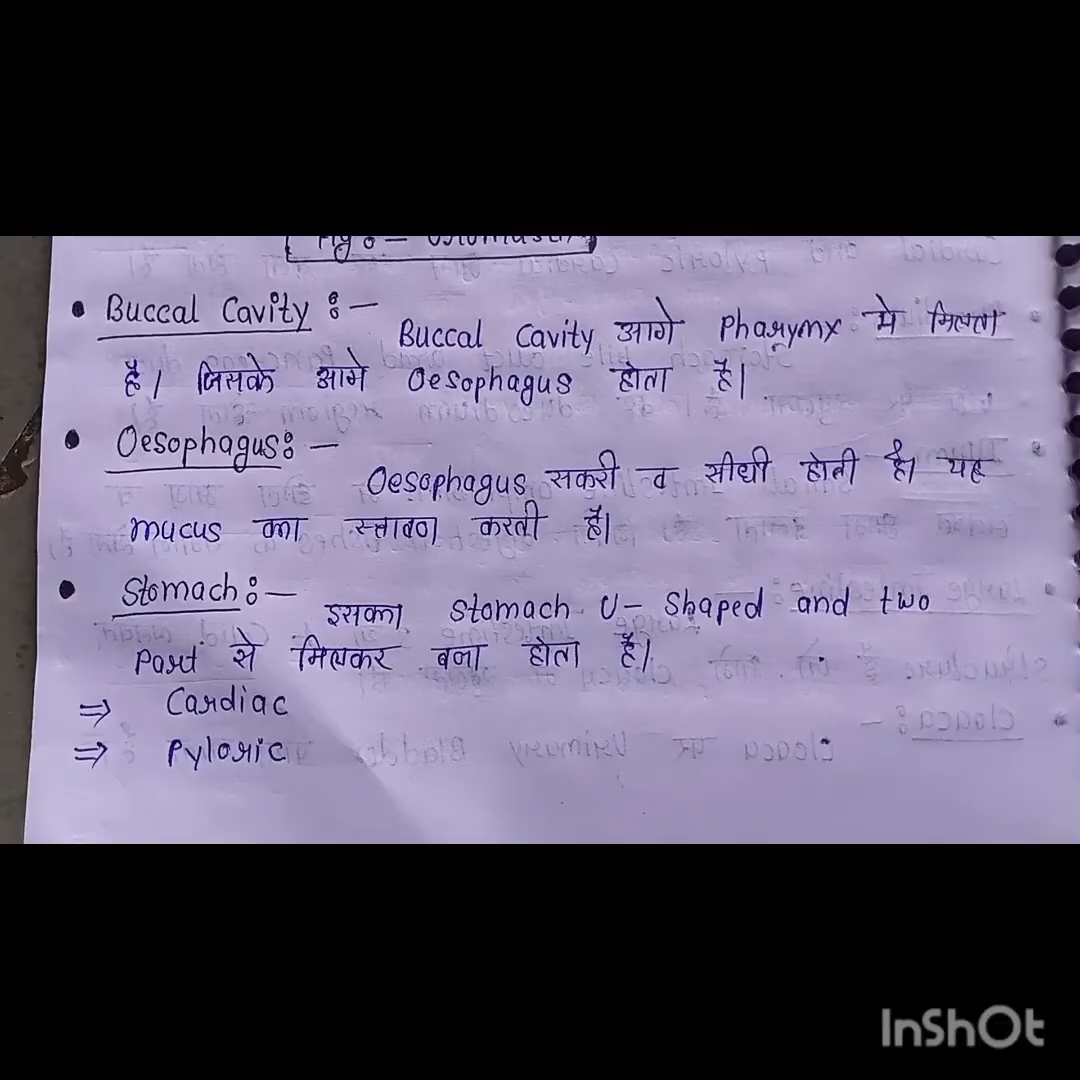 Fig :-
• Buccal Cavity :-
Buccal Cavity आगे Pharynx मे मिलता
है। जिसके आगे Oesophagus होता है।
• Oesophagus :-
Oesophagus सकरी व सीधी होती है। यह
mucus का स्त्रावण करती है।
• Stomach :-
इसका Stomach U- Shaped and two
Part से मिलकर बना होता है।
⇒ Cardiac
⇒ Pyloric
InShOt